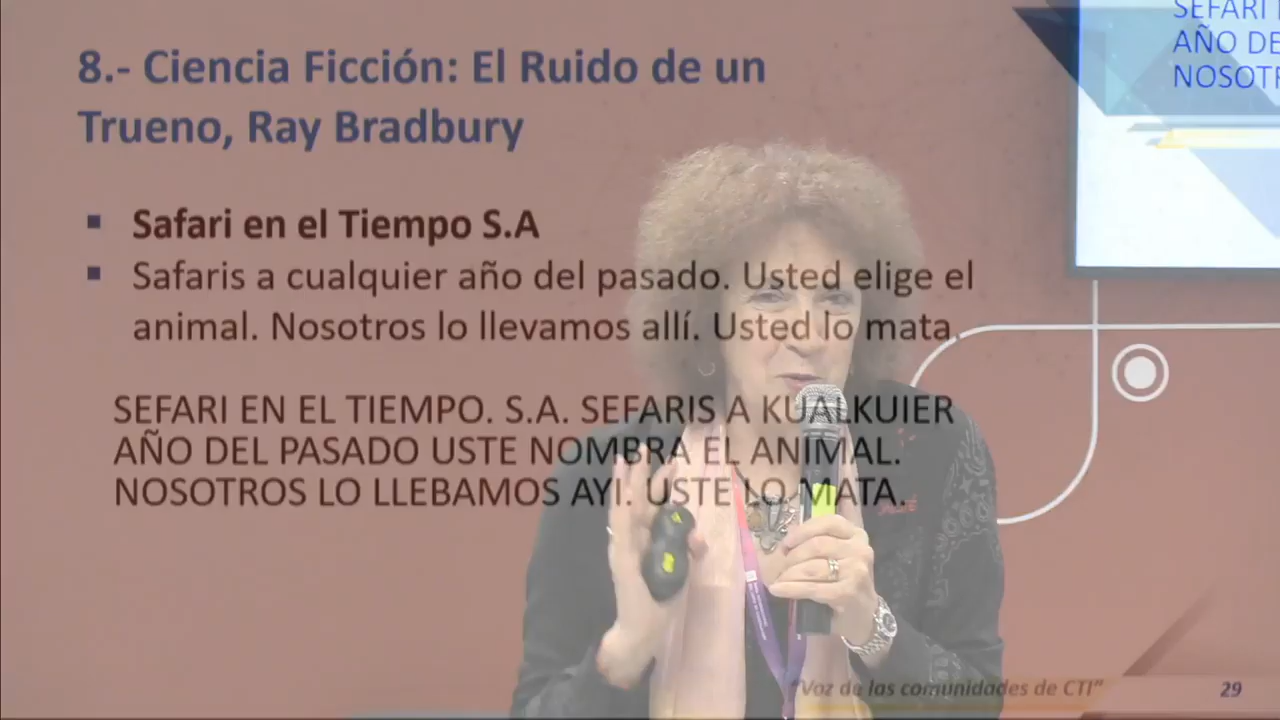 8.- Ciencia Ficción: El Ruido de un
Trueno, Ray Bradbury
Safari en el Tiempo S.A
Safaris a cualquier año del pasado. Usted elige el
animal. Nosotros lo llevamos allí. Usted lo mata.
SEFARI EN EL TIEMPO. S.A. SEFARIS A KUALKUIER
AÑO DEL PASADO USTE NOMBRA EL ANIMAL.
NOSOTROS LO LLEBAMOS AYI. USTE LO MATA.
"Voz de las comunidades de CTI"
29
SEFARI
AÑO DE
NOSOTR